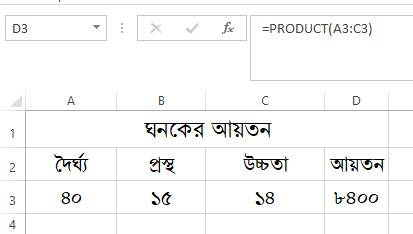 D3 =PRODUCT(A3:C3)
A B C D
1 ঘনকের আয়তন
2 দৈর্ঘ্য প্রস্থ উচ্চতা আয়তন
3 ৪০ ১৫ ১৪ ৮৪০০
4